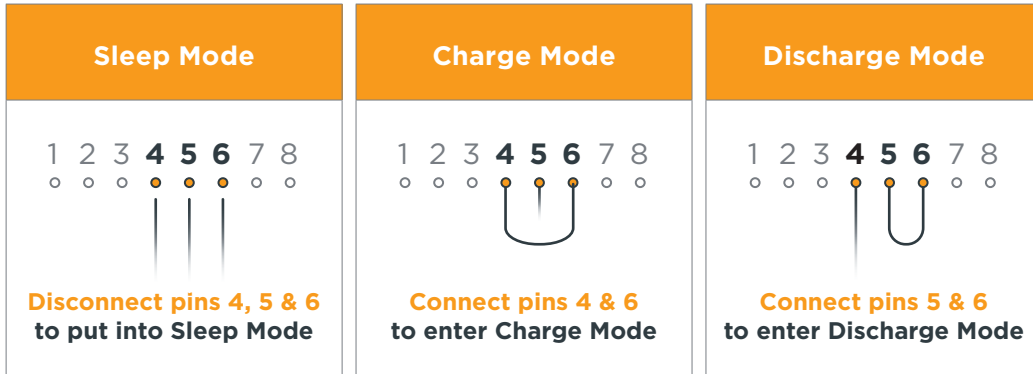 Sleep Mode
1 2 3 4 5 6 7 8
Disconnect pins 4, 5 & 6
to put into Sleep Mode
Charge Mode
1 2 3 4 5 6 7 8
Connect pins 4 & 6
to enter Charge Mode
Discharge Mode
1 2 3 4 5 6 7 8
Connect pins 5 & 6
to enter Discharge Mode